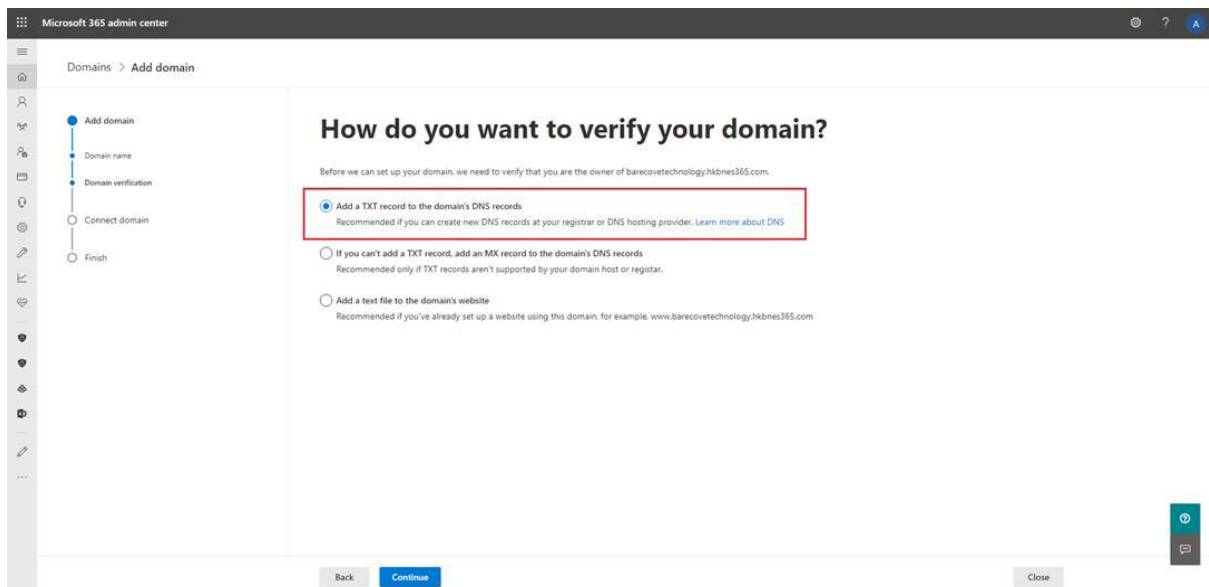 Microsoft 365 admin center
?
A
Domains > Add domain
Add domain
Domain name
Domain verification
Connect domain
Finish
How do you want to verify your domain?
Before we can set up your domain, we need to verify that you are the owner of barecovetechnology.hkbnes365.com.
Add a TXT record to the domain's DNS records
Recommended if you can create new DNS records at your registrar or DNS hosting provider. Learn more about DNS
If you can't add a TXT record, add an MX record to the domain's DNS records
Recommended only if TXT records aren't supported by your domain host or registar.
Add a text file to the domain's website
Recommended if you've already set up a website using this domain, for example, www.barecovetechnology.hkbnes365.com
Back
Continue
Close